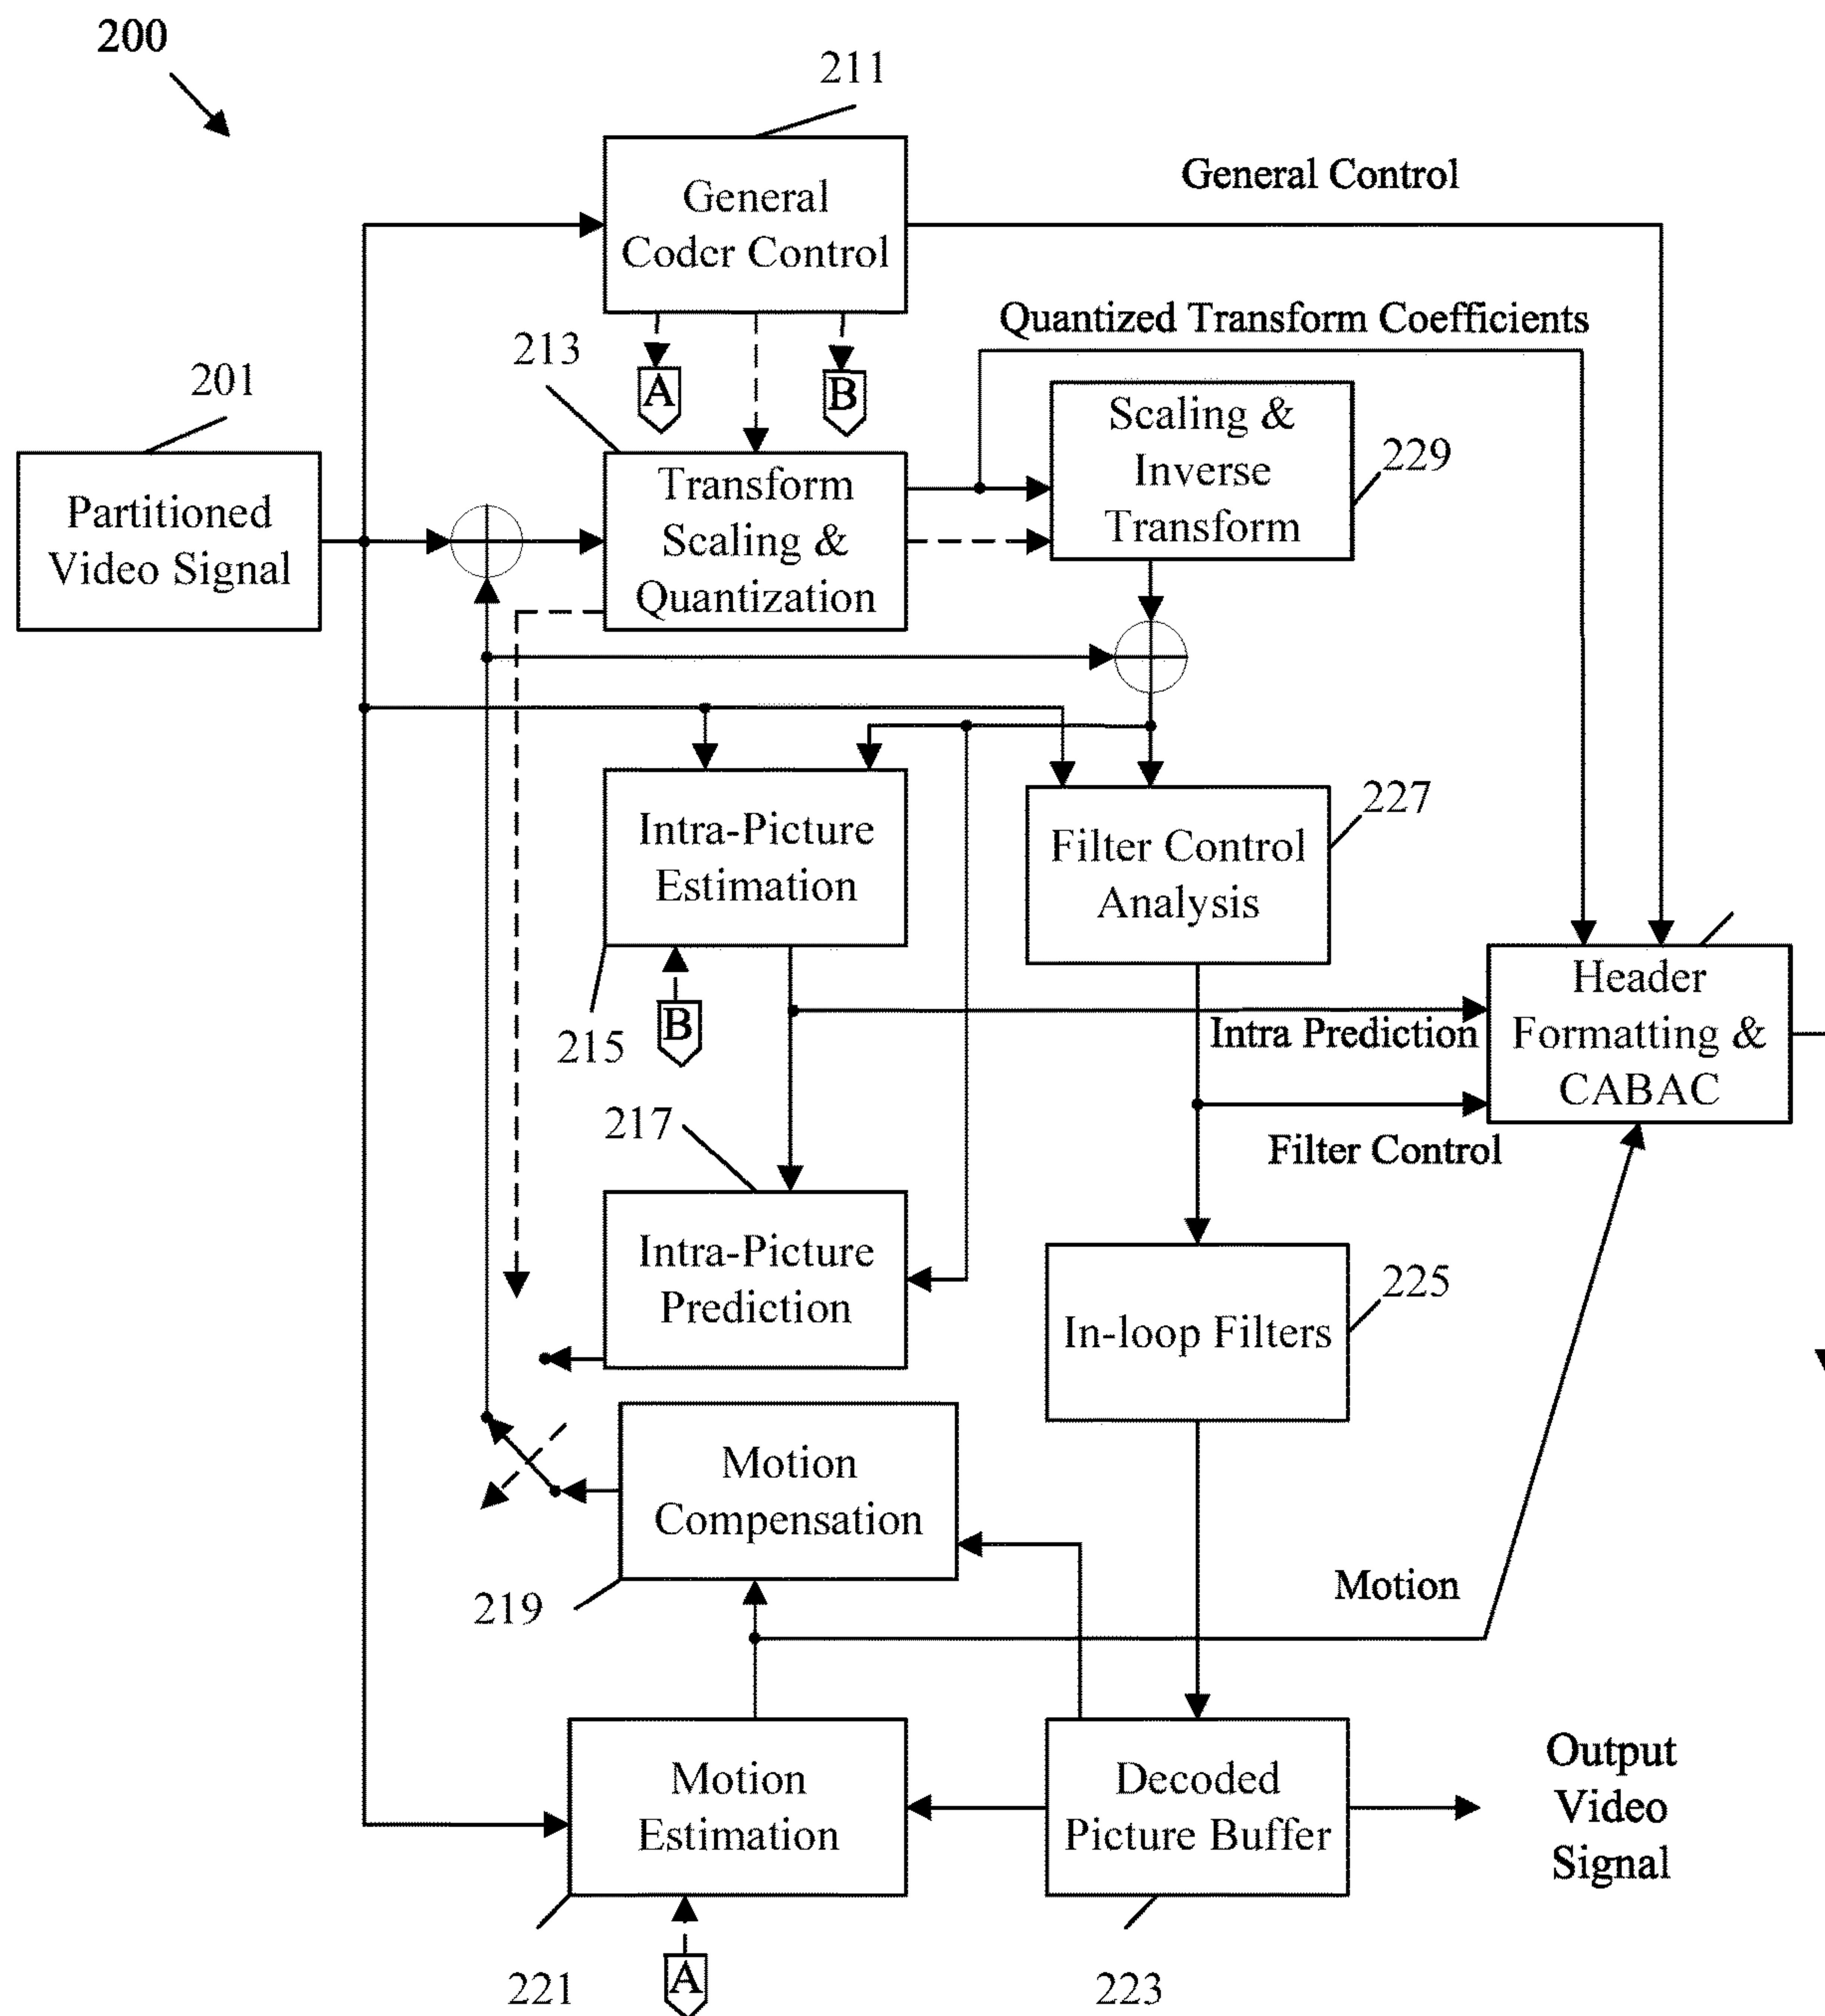 200
211
General
Codcr Control
General Control
A
B
Quantized Transform Coefficients
213
201
Partitioned
Video Signal
Transform
Scaling &
Quantization
Scaling &
Inverse
Transform
229
Intra-Picture
Estimation
215
B
227
Filter Control
Analysis
Header
Formatting &
CABAC
Intra Prediction
Filter Control
217
Intra-Picture
Prediction
225
In-loop Filters
Motion
Compensation
219
Motion
Motion
Estimation
221
A
Decoded
Picture Buffer
223
Output
Video
Signal